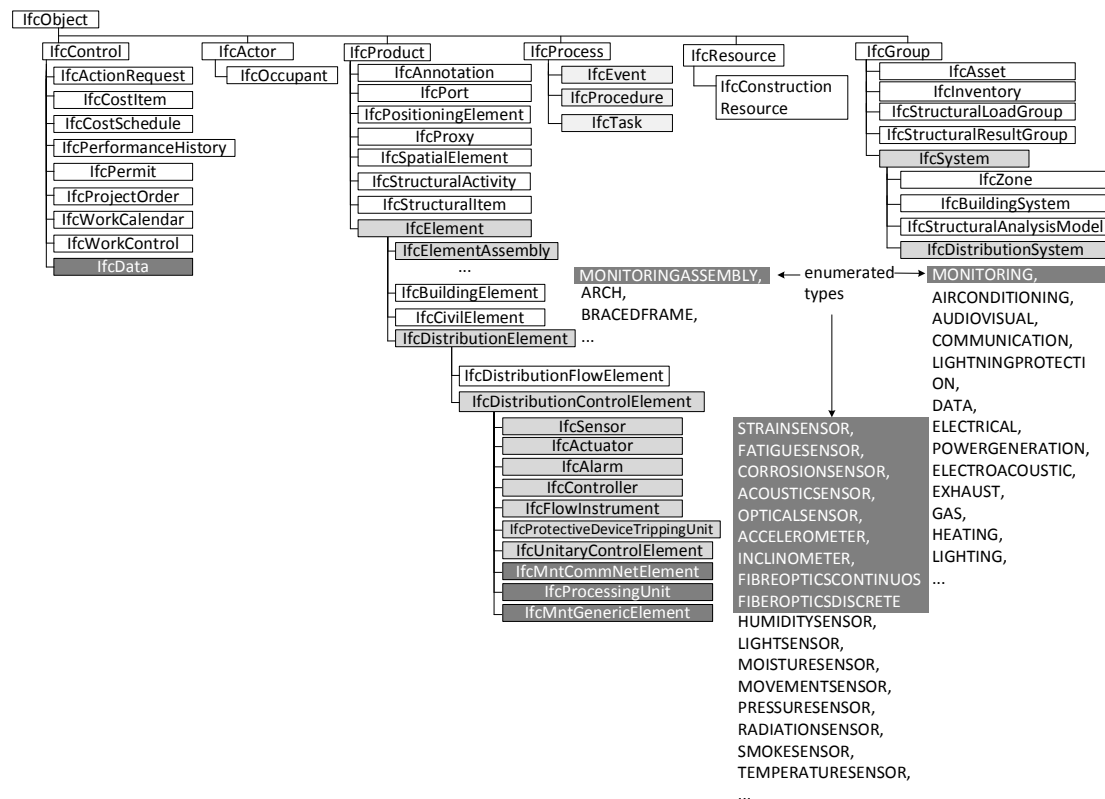 IfcObject
IfcControl
IfcActionRequest
IfcCostItem
IfcCostSchedule
IfcPerformanceHistory
IfcPermit
IfcProjectOrder
IfcWorkCalendar
IfcWorkControl
IfcData
IfcActor
IfcOccupant
IfcProduct
IfcAnnotation
IfcPort
IfcPositioningElement
IfcProxy
IfcSpatialElement
IfcStructuralActivity
IfcStructuralItem
IfcElement
IfcElementAssembly
...
IfcBuildingElement
IfcCivilElement
IfcDistributionElement
IfcDistributionFlowElement
IfcDistributionControlElement
IfcSensor
IfcActuator
IfcAlarm
IfcController
IfcFlowInstrument
IfcProtectiveDeviceTrippingUnit
IfcUnitaryControlElement
IfcMntCommNetElement
IfcProcessingUnit
IfcMntGenericElement
IfcProcess
IfcEvent
IfcProcedure
IfcTask
IfcResource
IfcConstruction
Resource
IfcGroup
IfcAsset
IfcInventory
IfcStructuralLoadGroup
IfcStructuralResultGroup
IfcSystem
IfcZone
IfcBuildingSystem
IfcStructuralAnalysisModel
IfcDistributionSystem
MONITORINGASSEMBLY,
ARCH,
BRACEDFRAME,
...
enumerated
types
STRAINSENSOR,
FATIGUESENSOR,
CORROSIONSENSOR,
ACOUSTICSENSOR,
OPTICALSENSOR,
ACCELEROMETER,
INCLINOMETER,
FIBREOPTICSCONTINUOS
FIBEROPTICSDISCRETE
HUMIDITYSENSOR,
LIGHTSENSOR,
MOISTURESENSOR,
MOVEMENTSENSOR,
PRESSURESENSOR,
RADIATIONSENSOR,
SMOKESENSOR,
TEMPERATURESENSOR,
...
MONITORING,
AIRCONDITIONING,
AUDIOVISUAL,
COMMUNICATION,
LIGHTNINGPROTECTI
ON,
DATA,
ELECTRICAL,
POWERGENERATION,
ELECTROACOUSTIC,
EXHAUST,
GAS,
HEATING,
LIGHTING,
...